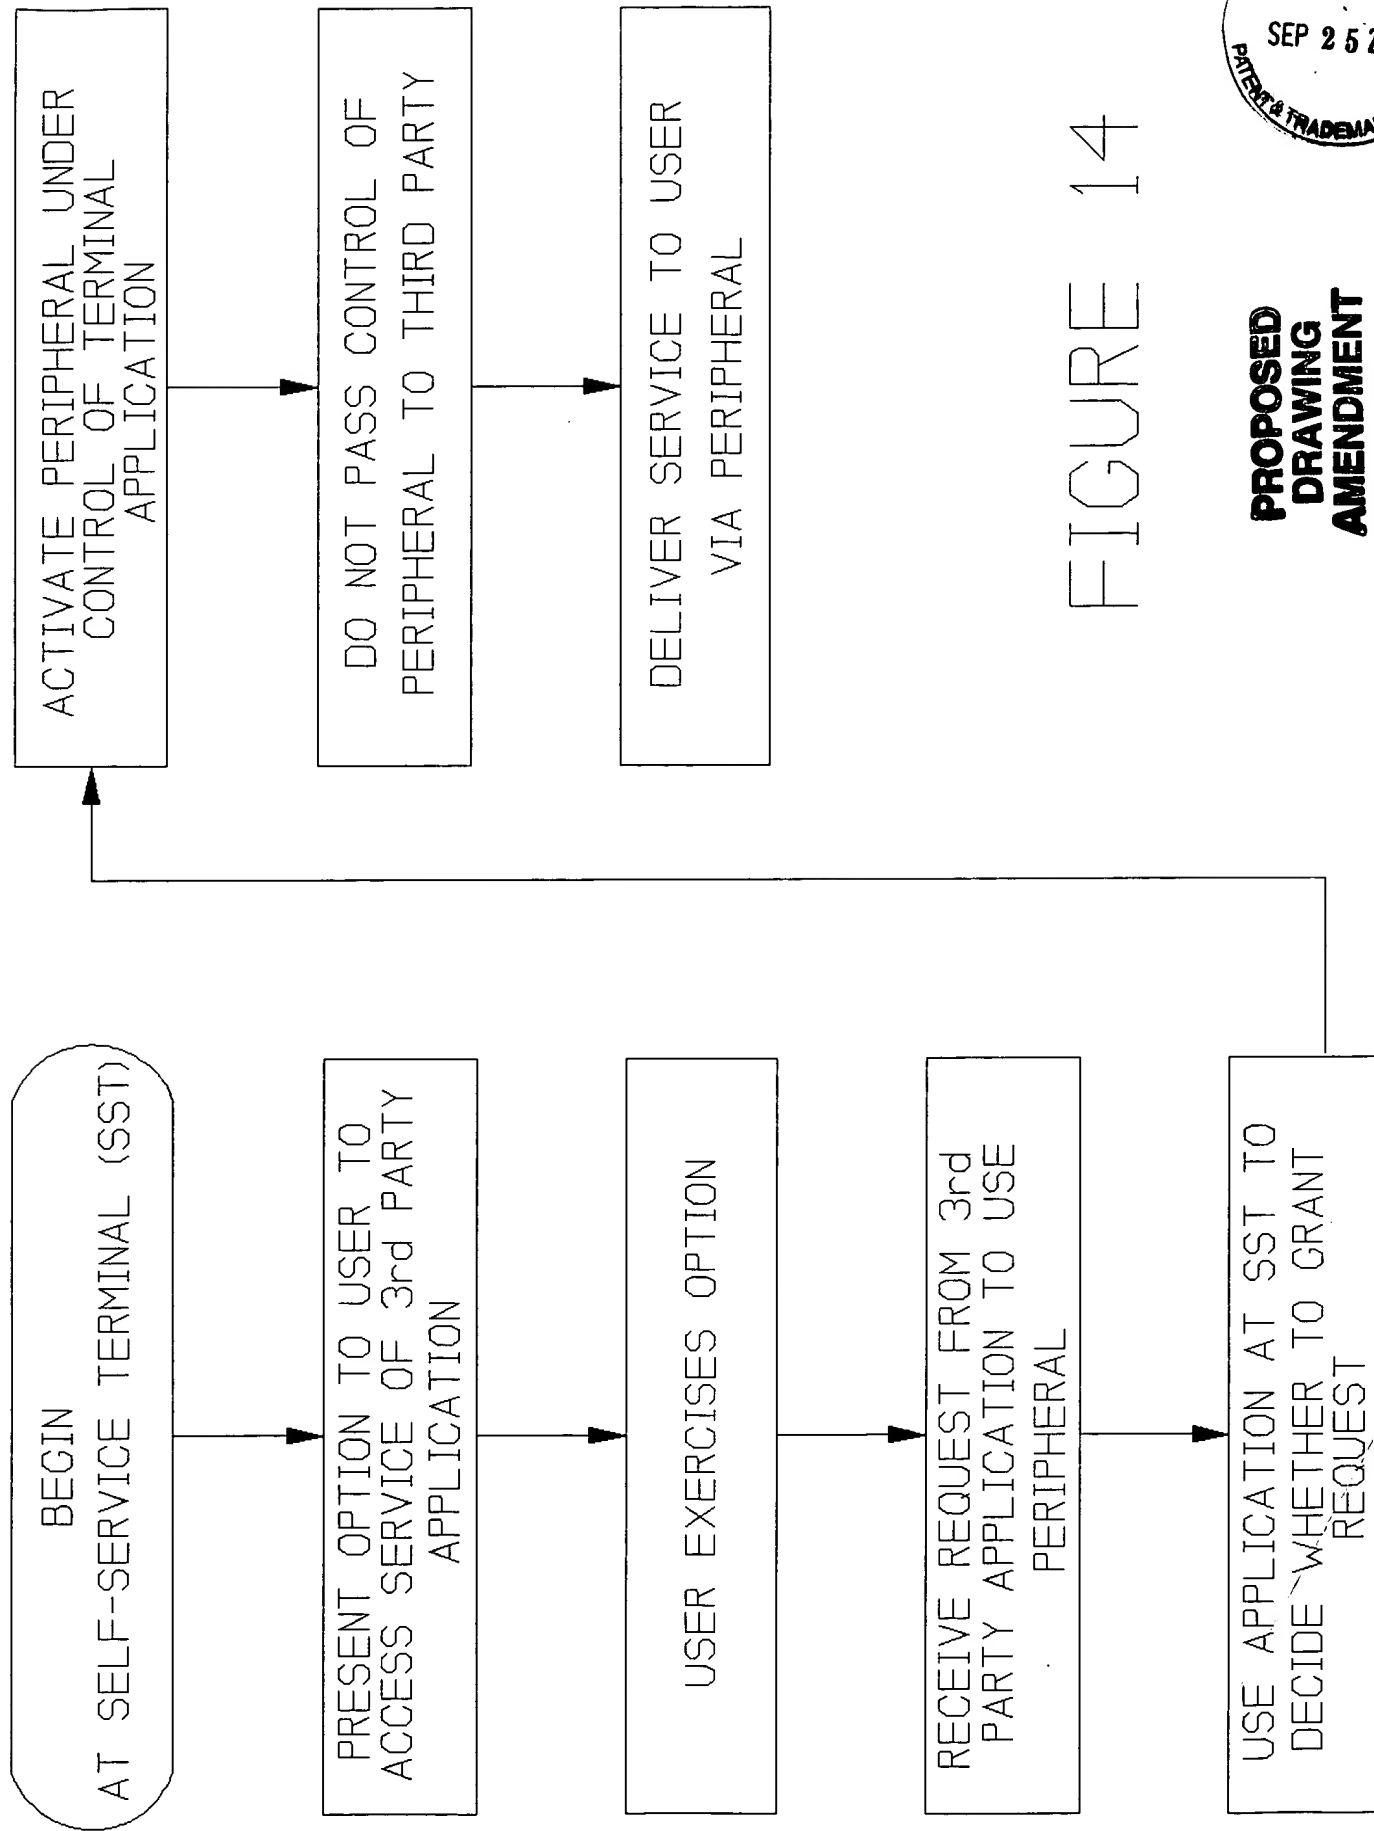 BEGIN
AT SELF-SERVICE TERMINAL (SST)
PRESENT OPTION TO USER TO
ACCESS SERVICE OF 3rd PARTY
APPLICATION
USER EXERCISES OPTION
RECEIVE REQUEST FROM 3rd
PARTY APPLICATION TO USE
PERIPHERAL
USE APPLICATION AT SST TO
DECIDE WHETHER TO GRANT
REQUEST
ACTIVATE PERIPHERAL UNDER
CONTROL OF TERMINAL
APPLICATION
DO NOT PASS CONTROL OF
PERIPHERAL TO THIRD PARTY
DELIVER SERVICE TO USER
VIA PERIPHERAL
FIGURE 14
PROPOSED
DRAWING
AMENDMENT
SEP 25
PATENT &